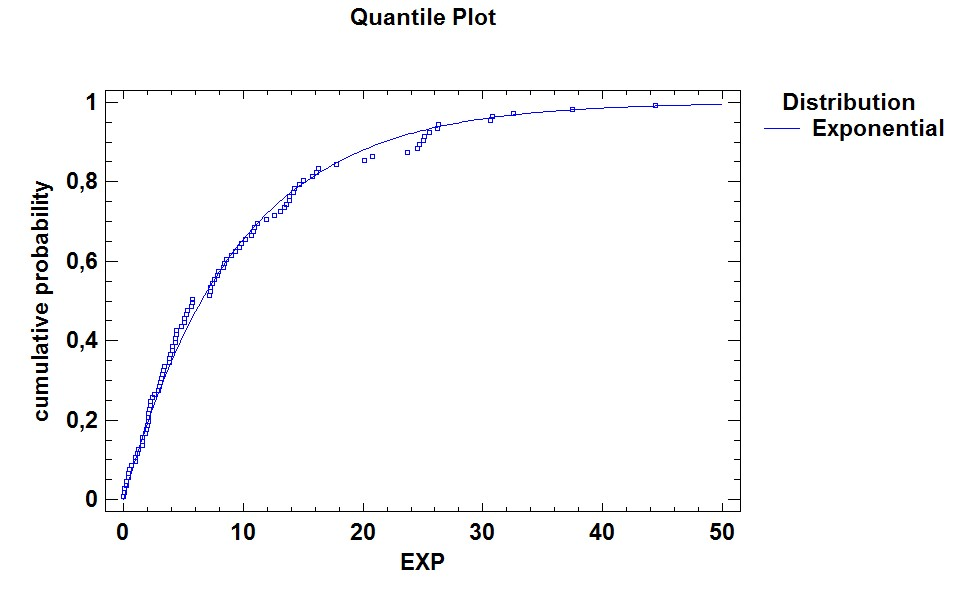 Quantile Plot
Distribution
Exponential
cumulative probability
1
0,8
0,6
0,4
0,2
0
0 10 20 30 40 50
EXP